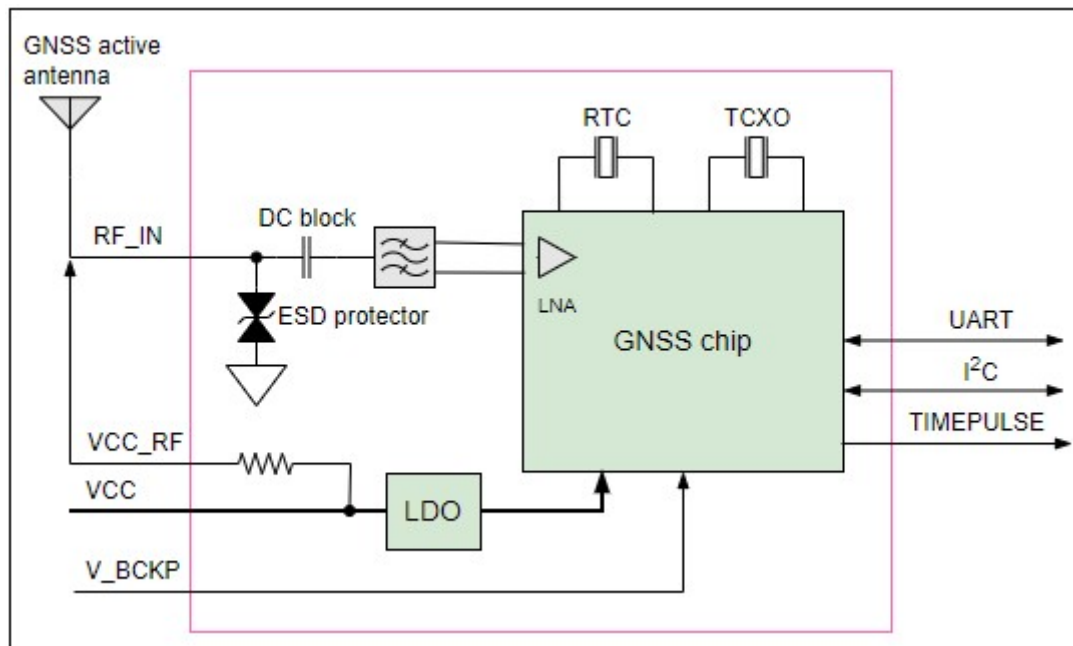 GNSS active
antenna
RTC
TCXO
DC block
RF_IN
LNA
ESD protector
GNSS chip
UART
I²C
TIMEPULSE
VCC_RF
VCC
LDO
V_BCKP